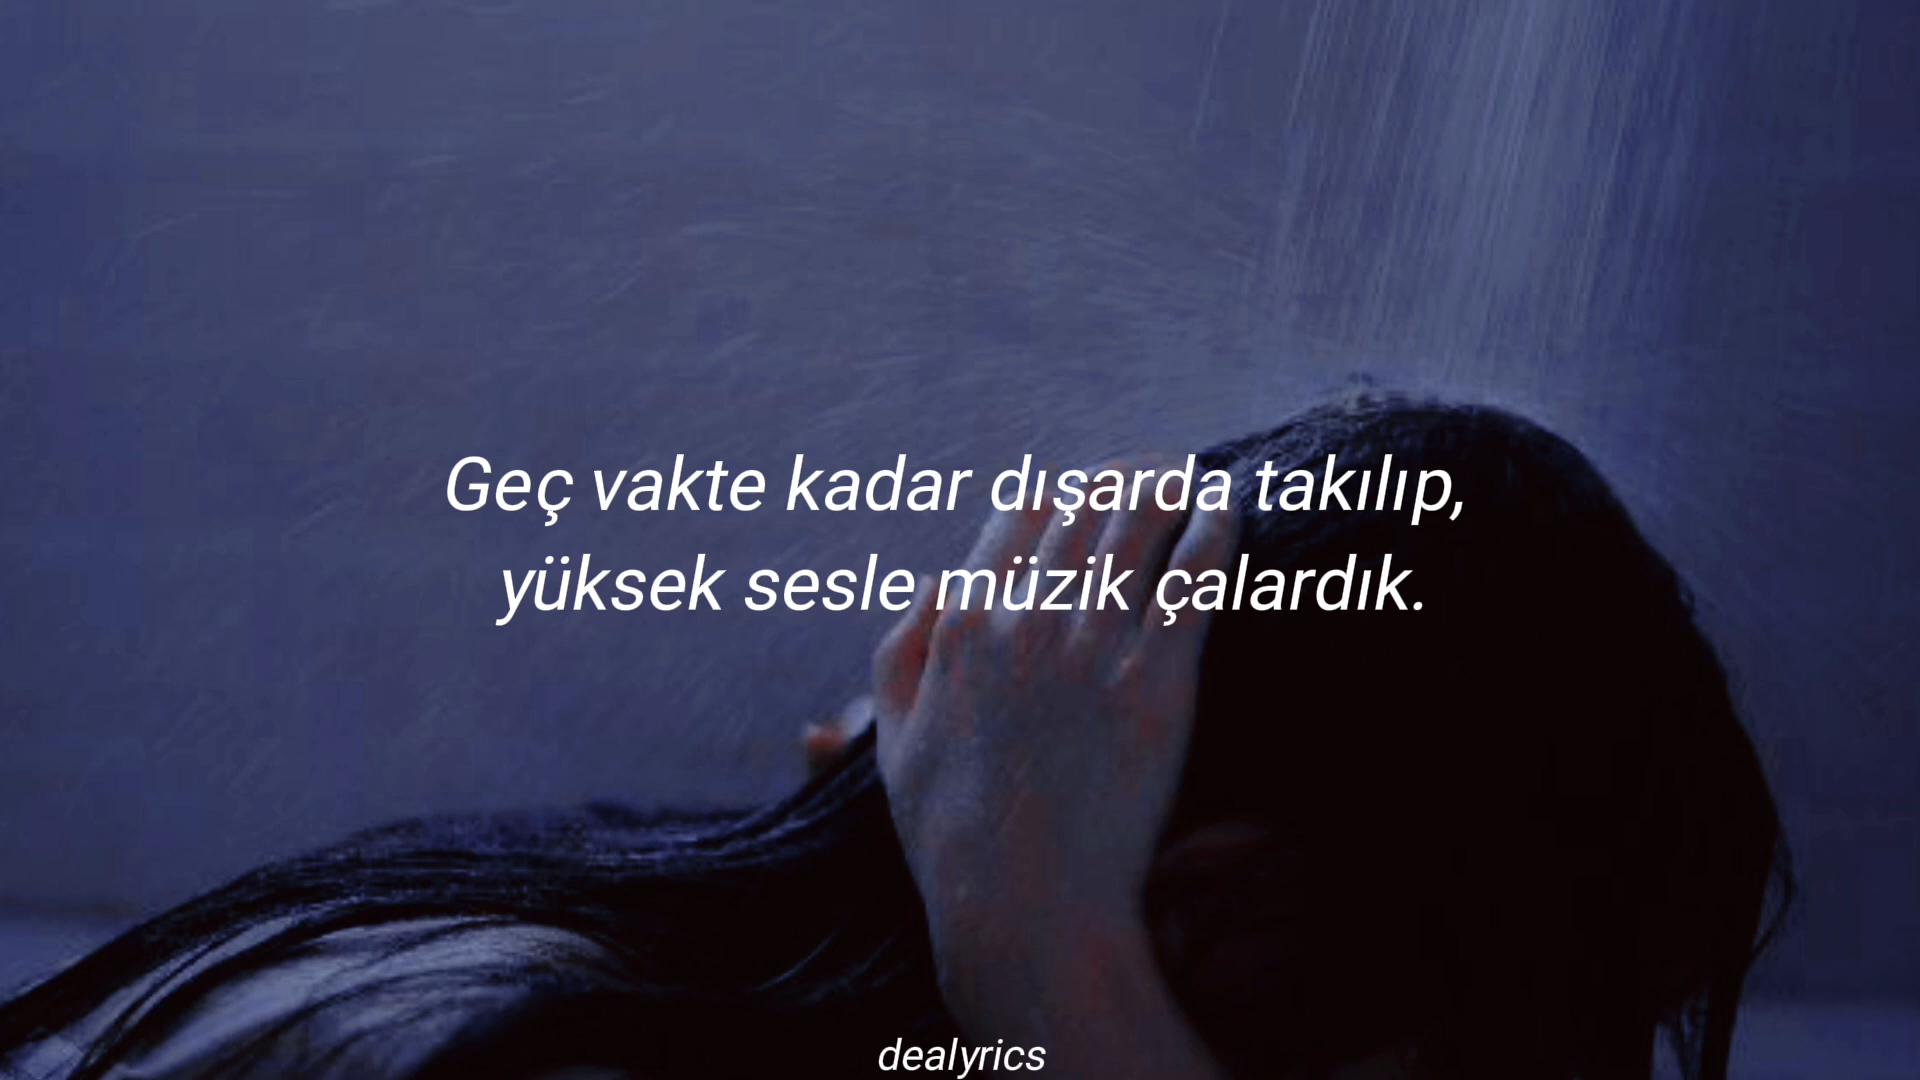 Geç vakte kadar dışarda takılıp,
yüksek sesle müzik çalardık.
dealyrics